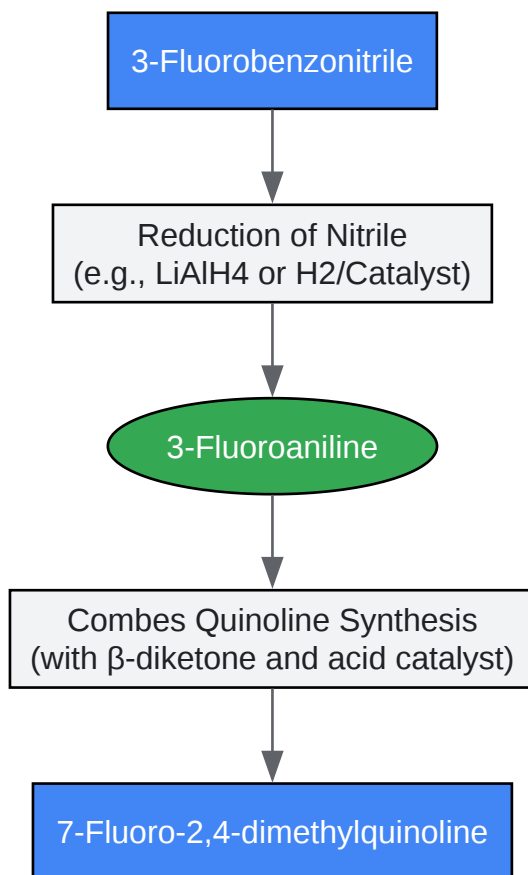 3-Fluorobenzonitrile
Reduction of Nitrile
(e.g., LiAlH4 or H2/Catalyst)
3-Fluoroaniline
Combes Quinoline Synthesis
(with β-diketone and acid catalyst)
7-Fluoro-2,4-dimethylquinoline